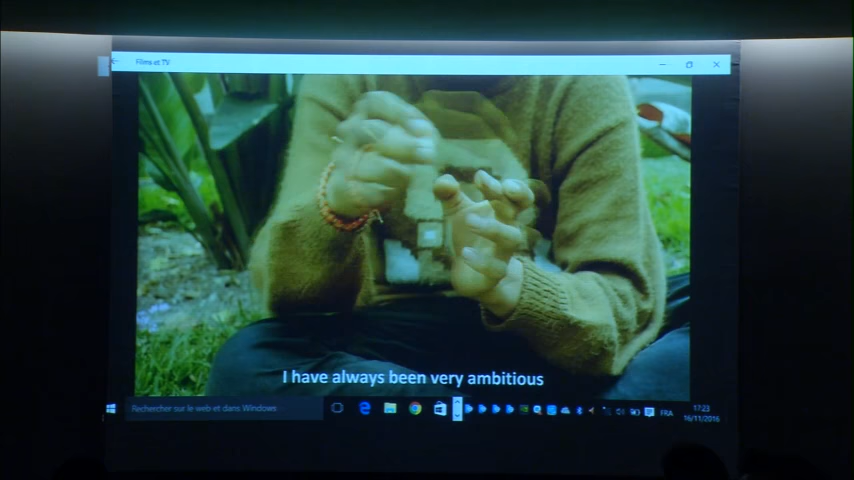 Films et TV
I have always been very ambitious
Rechercher sur le web et dans Windows
FRA
17:23
16/11/2016